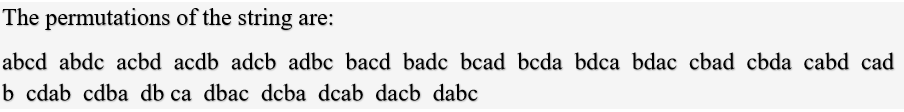 The permutations of the string are:
abcd abdc acbd acdb adcb adbc bacd badc bcad bcda bdca bdac cbad cbda cabd cad
b cdab cdba db ca dbac dcba dcab dacb dabc